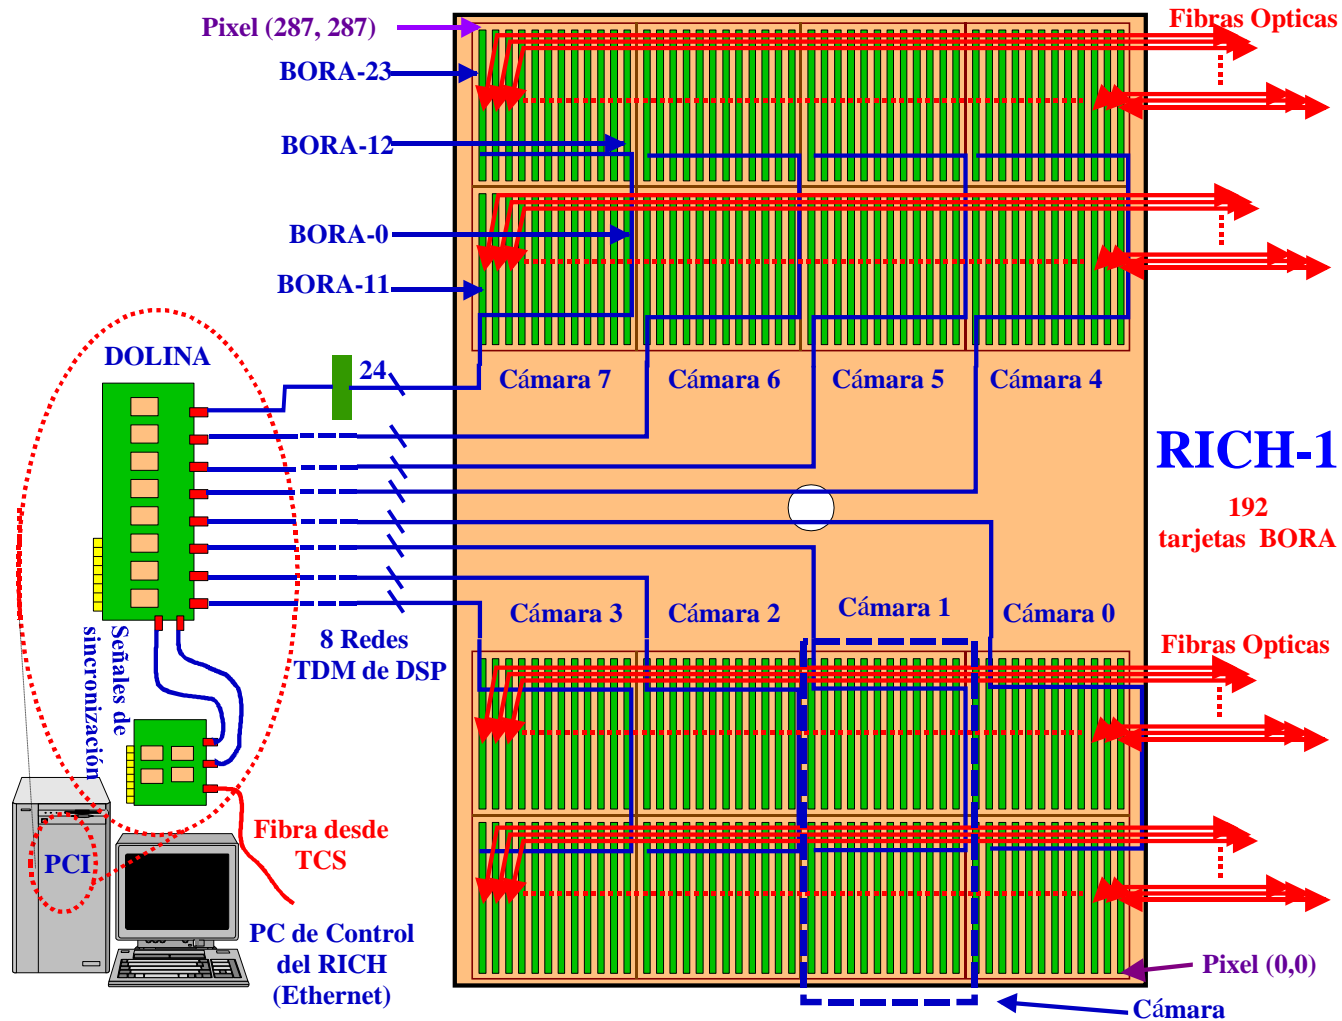 Pixel (287, 287)
Fibras Opticas
BORA-23
BORA-12
BORA-0
BORA-11
DOLINA
24
Cámara 7
Cámara 6
Cámara 5
Cámara 4
RICH-1
192
tarjetas BORA
Cámara 3
Cámara 2
Cámara 1
Cámara 0
8 Redes
TDM de DSP
Señales de
sincronización
Fibras Opticas
Fibra desde
TCS
PCI
PC de Control
del RICH
(Ethernet)
Pixel (0,0)
Cámara